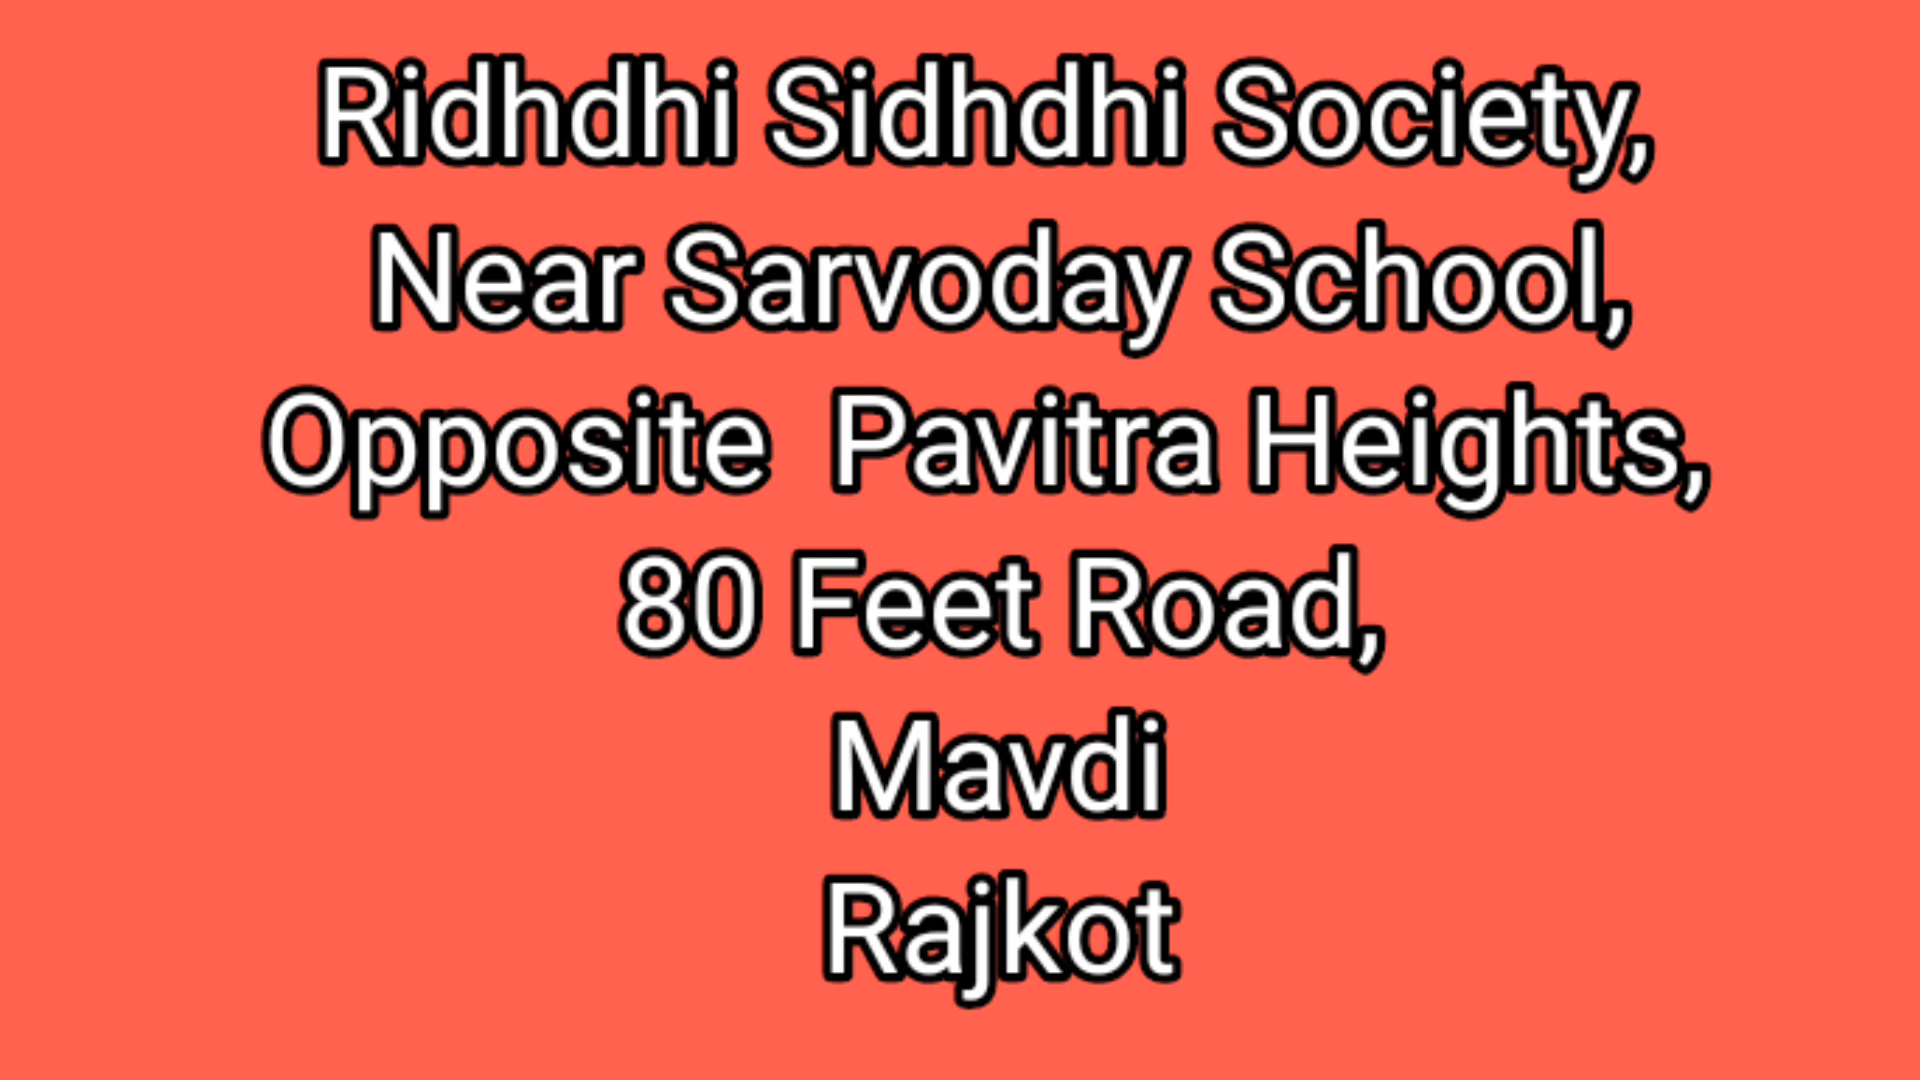 Ridhdhi Sidhdhi Society,
Near Sarvoday School,
Opposite  Pavitra Heights,
80 Feet Road,
Mavdi
Rajkot